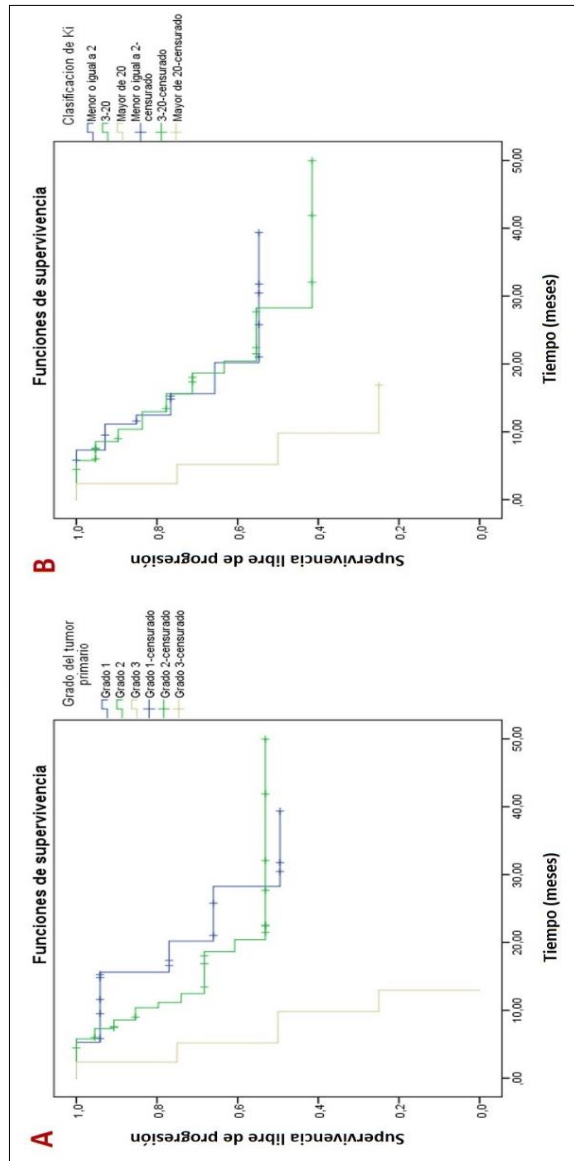 A
Funciones de supervivencia
Supervivencia libre de progresión
1,0
0,8
0,6
0,4
0,2
0,0
,00
10,00
20,00
30,00
40,00
50,00
Tiempo (meses)
Grado del tumor
primario
Grado 1
Grado 2
Grado 3
Grado 1-censurado
Grado 2-censurado
Grado 3-censurado
B
Funciones de supervivencia
Supervivencia libre de progresión
1,0
0,8
0,6
0,4
0,2
0,0
,00
10,00
20,00
30,00
40,00
50,00
Tiempo (meses)
Clasificacion de Ki
Menor o igual a 2
3-20
Mayor de 20
Menor o igual a 2-
censurado
3-20-censurado
Mayor de 20-censurado